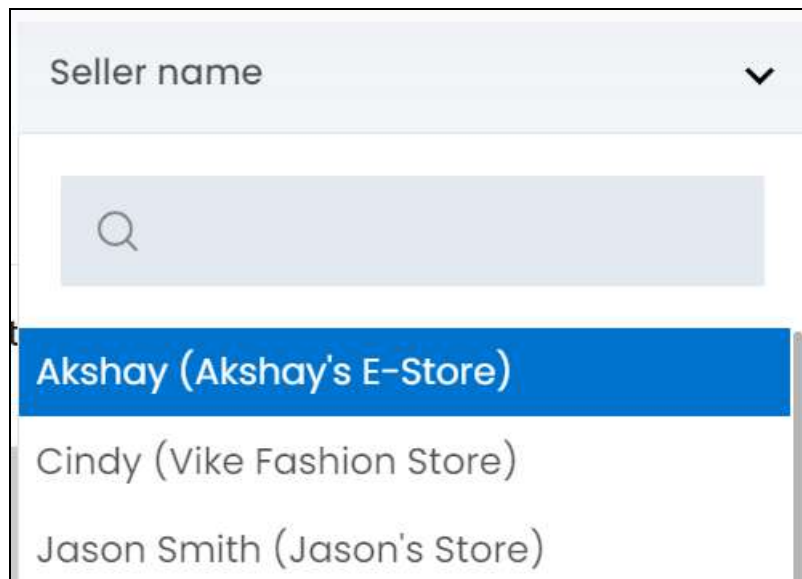 Seller name
Akshay (Akshay's E-Store)
Cindy (Vike Fashion Store)
Jason Smith (Jason's Store)